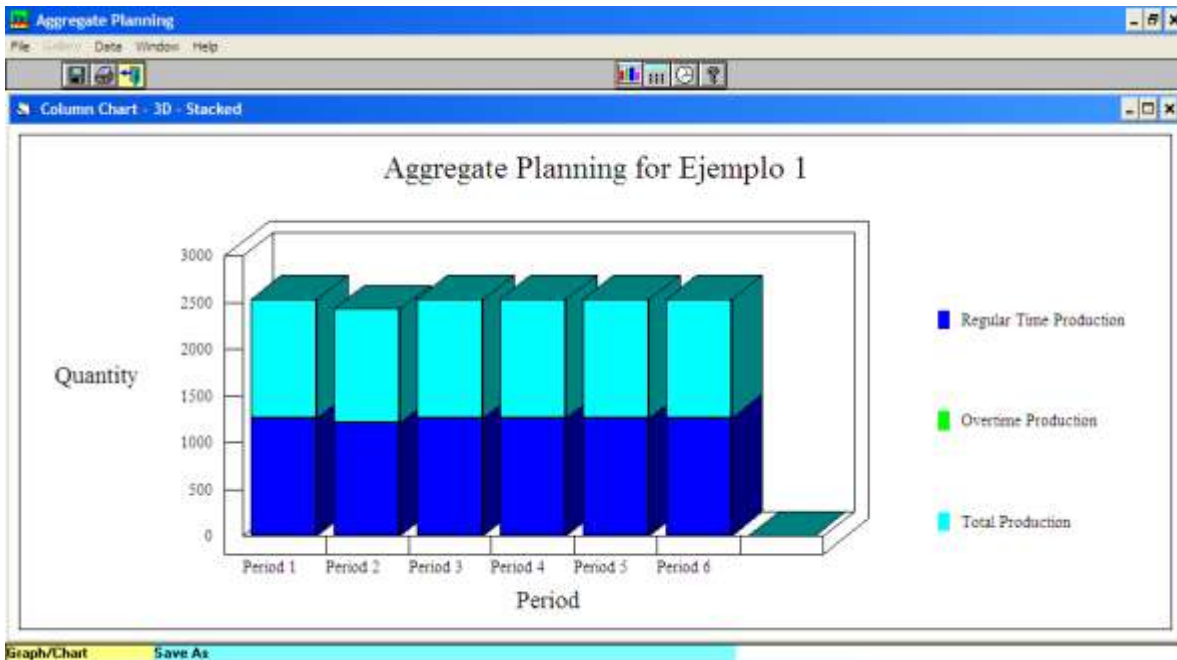 Aggregate Planning
File Gallery Data Window Help
Column Chart - 3D - Stacked
Aggregate Planning for Ejemplo 1
3000
2500
2000
1500
1000
500
0
Quantity
Period 1 Period 2 Period 3 Period 4 Period 5 Period 6
Period
Regular Time Production
Overtime Production
Total Production
Graph/Chart Save As